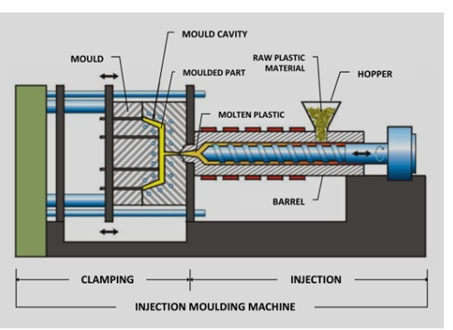 MOULD CAVITY
MOULD
MOULDED PART
RAW PLASTIC
MATERIAL
HOPPER
MOLTEN PLASTIC
BARREL
CLAMPING
INJECTION
INJECTION MOULDING MACHINE